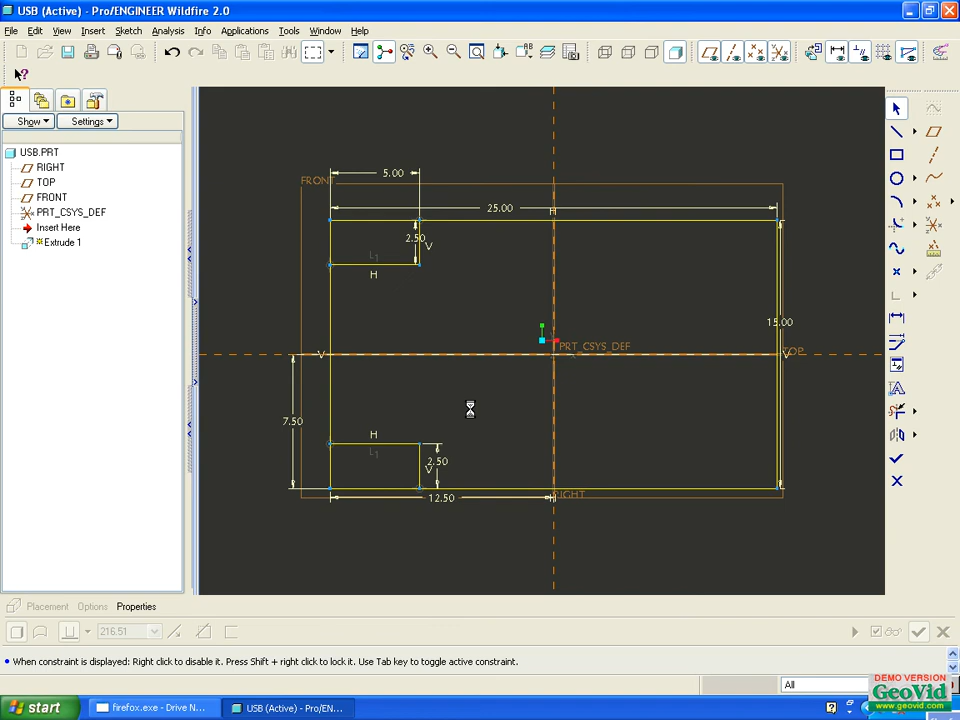 USB (Active) - Pro/ENGINEER Wildfire 2.0
File Edit View Insert Sketch Analysis Info Applications Tools Window Help
Show Settings
USB.PRT
RIGHT
TOP
FRONT
PRT_CSYS_DEF
Insert Here
Extrude 1
5.00
FRONT
25.00
H
2.50
V
L1
H
15.00
PRT_CSYS_DEF
V
TOP
V
7.50
H
L1
2.50
V
12.50
H
RIGHT
Placement Options Properties
216.51
When constraint is displayed: Right click to disable it. Press Shift + right click to lock it. Use Tab key to toggle active constraint.
All
DEMO VERSION
GeoVid
www.geovid.com
start
firefox.exe - Drive N...
USB (Active) - Pro/EN...